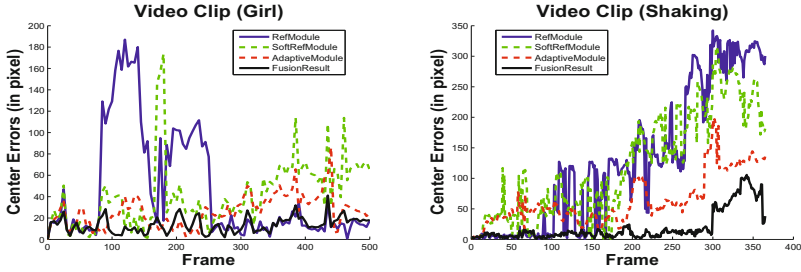 Video Clip (Girl)
Center Errors (in pixel)
200
180
160
140
120
100
80
60
40
20
0
RefModule
SoftRefModule
AdaptiveModule
FusionResult
0 100 200 300 400 500
Frame
Video Clip (Shaking)
Center Errors (in pixel)
350
300
250
200
150
100
50
0
RefModule
SoftRefModule
AdaptiveModule
FusionResult
0 50 100 150 200 250 300 350 400
Frame